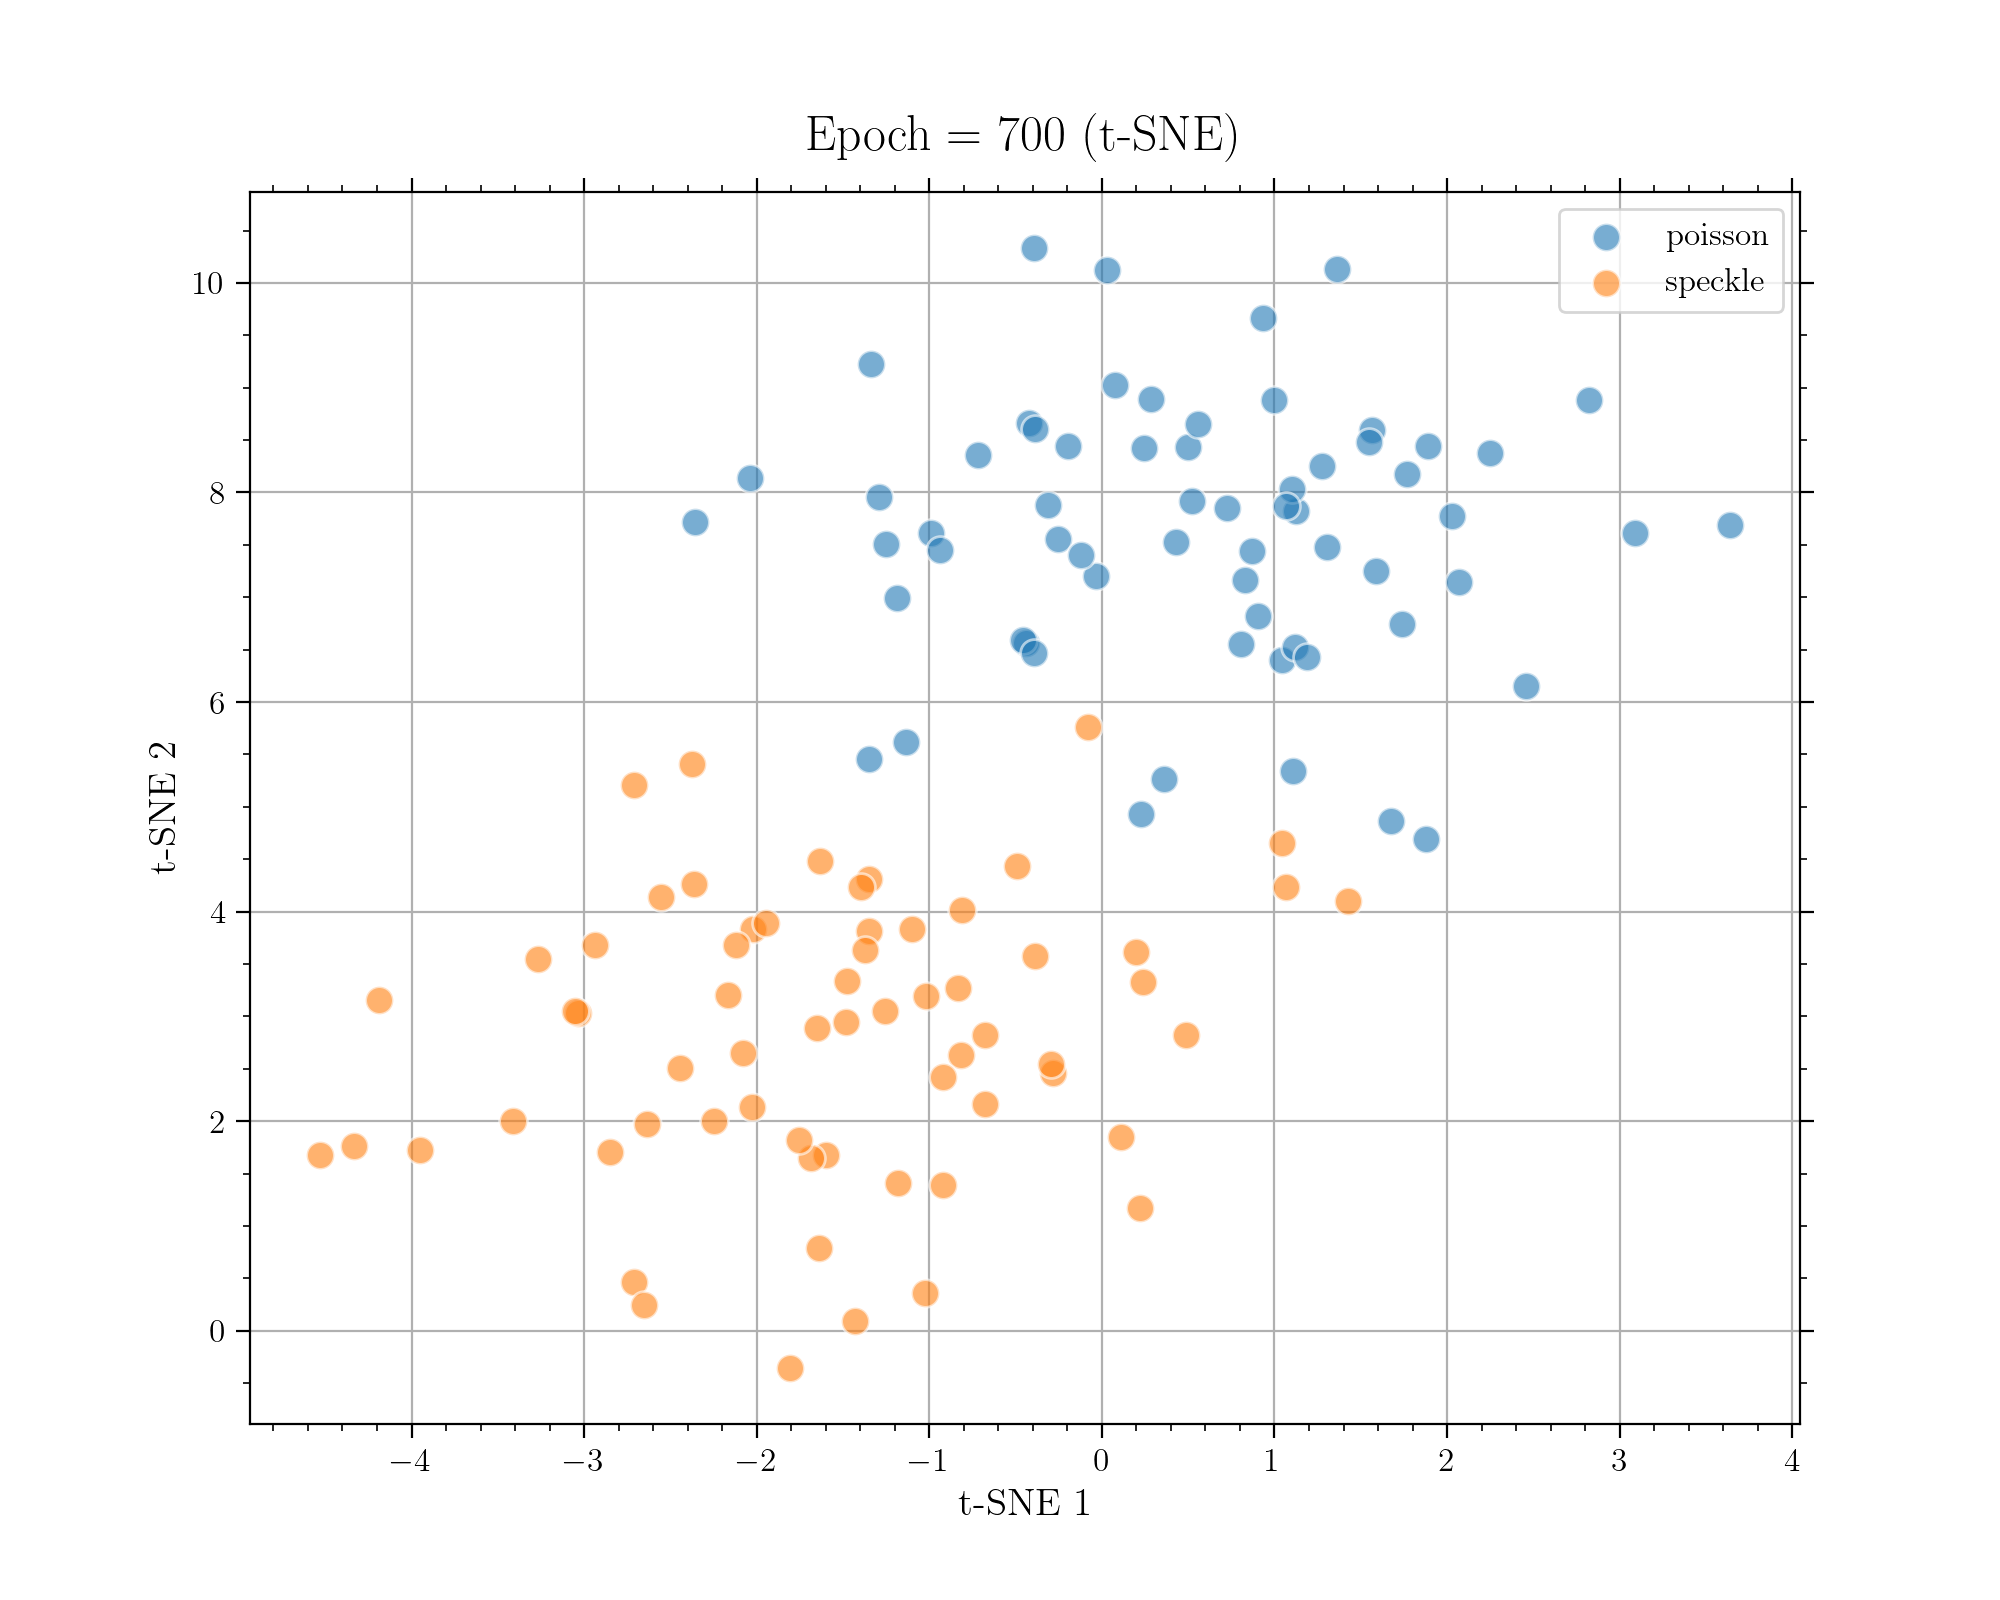 Epoch = 700 (t-SNE)
poisson
speckle
10
8
6
4
2
0
t-SNE 2
−4 −3 −2 −1 0 1 2 3 4
t-SNE 1